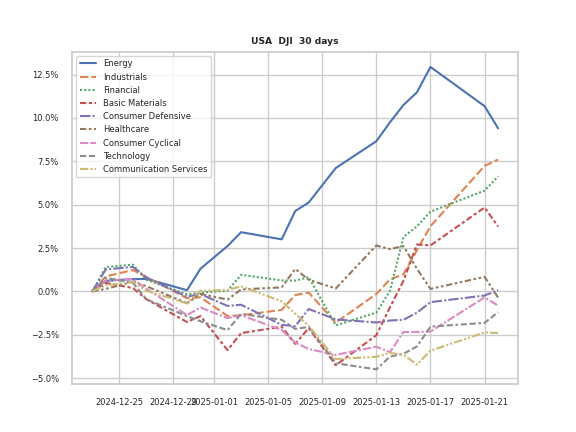 USA  DJI  30 days
Energy
Industrials
Financial
Basic Materials
Consumer Defensive
Healthcare
Consumer Cyclical
Technology
Communication Services
12.5%
10.0%
7.5%
5.0%
2.5%
0.0%
−2.5%
−5.0%
2024-12-25 2024-12-29 2025-01-01 2025-01-05 2025-01-09 2025-01-13 2025-01-17 2025-01-21